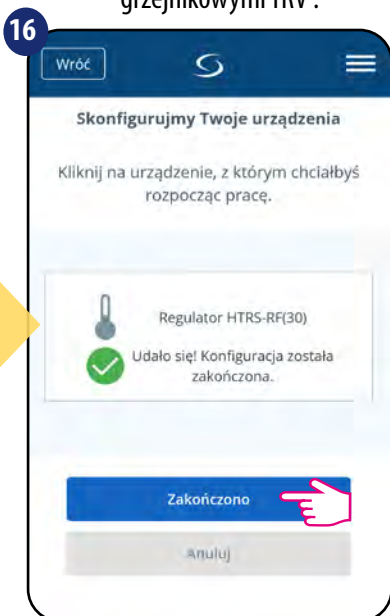 grzejnikowymi TRV .
16
Wróć
Skonfigurujmy Twoje urządzenia
Kliknij na urządzenie, z którym chciałbyś
rozpocząc pracę.
Regulator HTRS-RF(30)
Udało się! Konfiguracja została
zakończona.
Zakończono
Anuluj